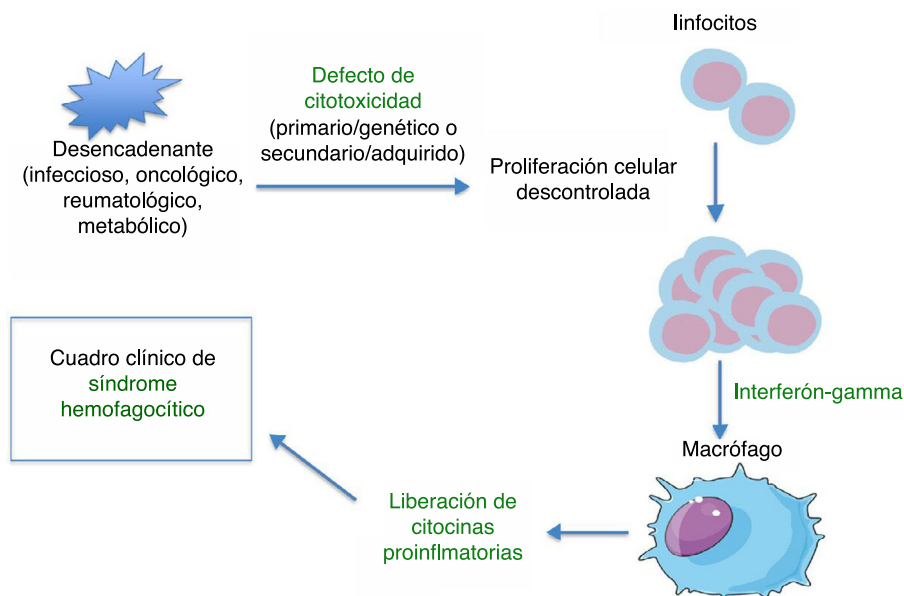 Desencadenante
(infeccioso, oncológico,
reumatológico,
metabólico)
Defecto de
citotoxicidad
(primario/genético o
secundario/adquirido)
Iinfocitos
Proliferación celular
descontrolada
Interferón-gamma
Macrófago
Liberación de
citocinas
proinflmatorias
Cuadro clínico de
síndrome
hemofagocítico